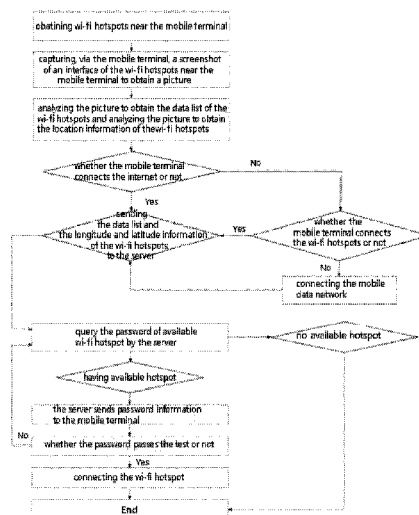 obatining wi-fi hotspots near the mobile terminal
capturing, via the mobile terminal, a screenshot
of an interface of the wi-fi hotspots near the
mobile terminal to obtain a picture
analyzing the picture to obtain the data list of the
wi-fi hotspots and analyzing the picture to obtain
the location information of thewi-fi hotspots
whether the mobile terminal
connects the internet or not
No
Yes
sending
the data list and
the longitude and latitude information
of the wi-fi hotspots
to the server
Yes
whether the
mobile terminal connects
the wi-fi hotspots or not
No
connecting the mobile
data network
query the password of available
wi-fi hotspot by the server
no available hotspot
having available hotspot
the server sends password information
to the mobile terminal
No
whether the password passes the test or not
Yes
connecting the wi-fi hotspot
End